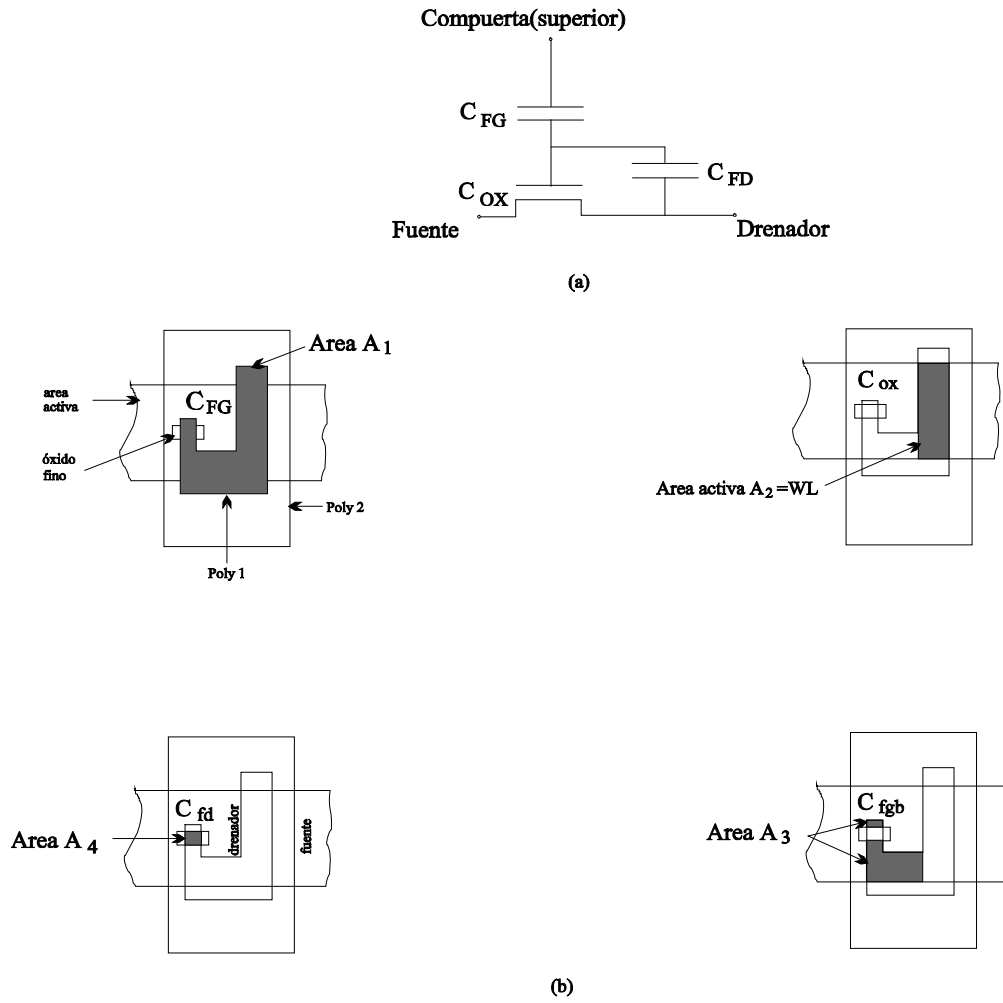 Compuerta(superior)
C FG
C OX
C FD
Fuente
Drenador
(a)
Area A 1
area
activa
C FG
óxido
fino
Poly 2
Poly 1
C ox
Area activa A 2 =WL
C fd
Area A 4
drenador
fuente
C fgb
Area A 3
(b)